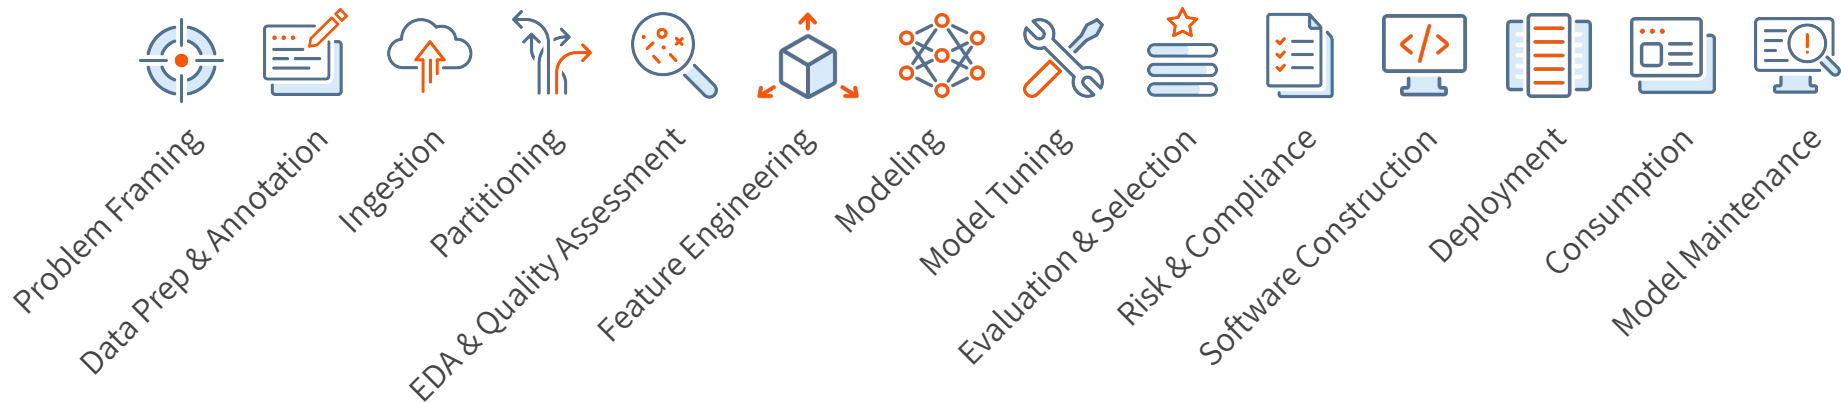 Problem Framing
Data Prep & Annotation
Ingestion
Partitioning
EDA & Quality Assessment
Feature Engineering
Modeling
Model Tuning
Evaluation & Selection
Risk & Compliance
Software Construction
Deployment
Consumption
Model Maintenance